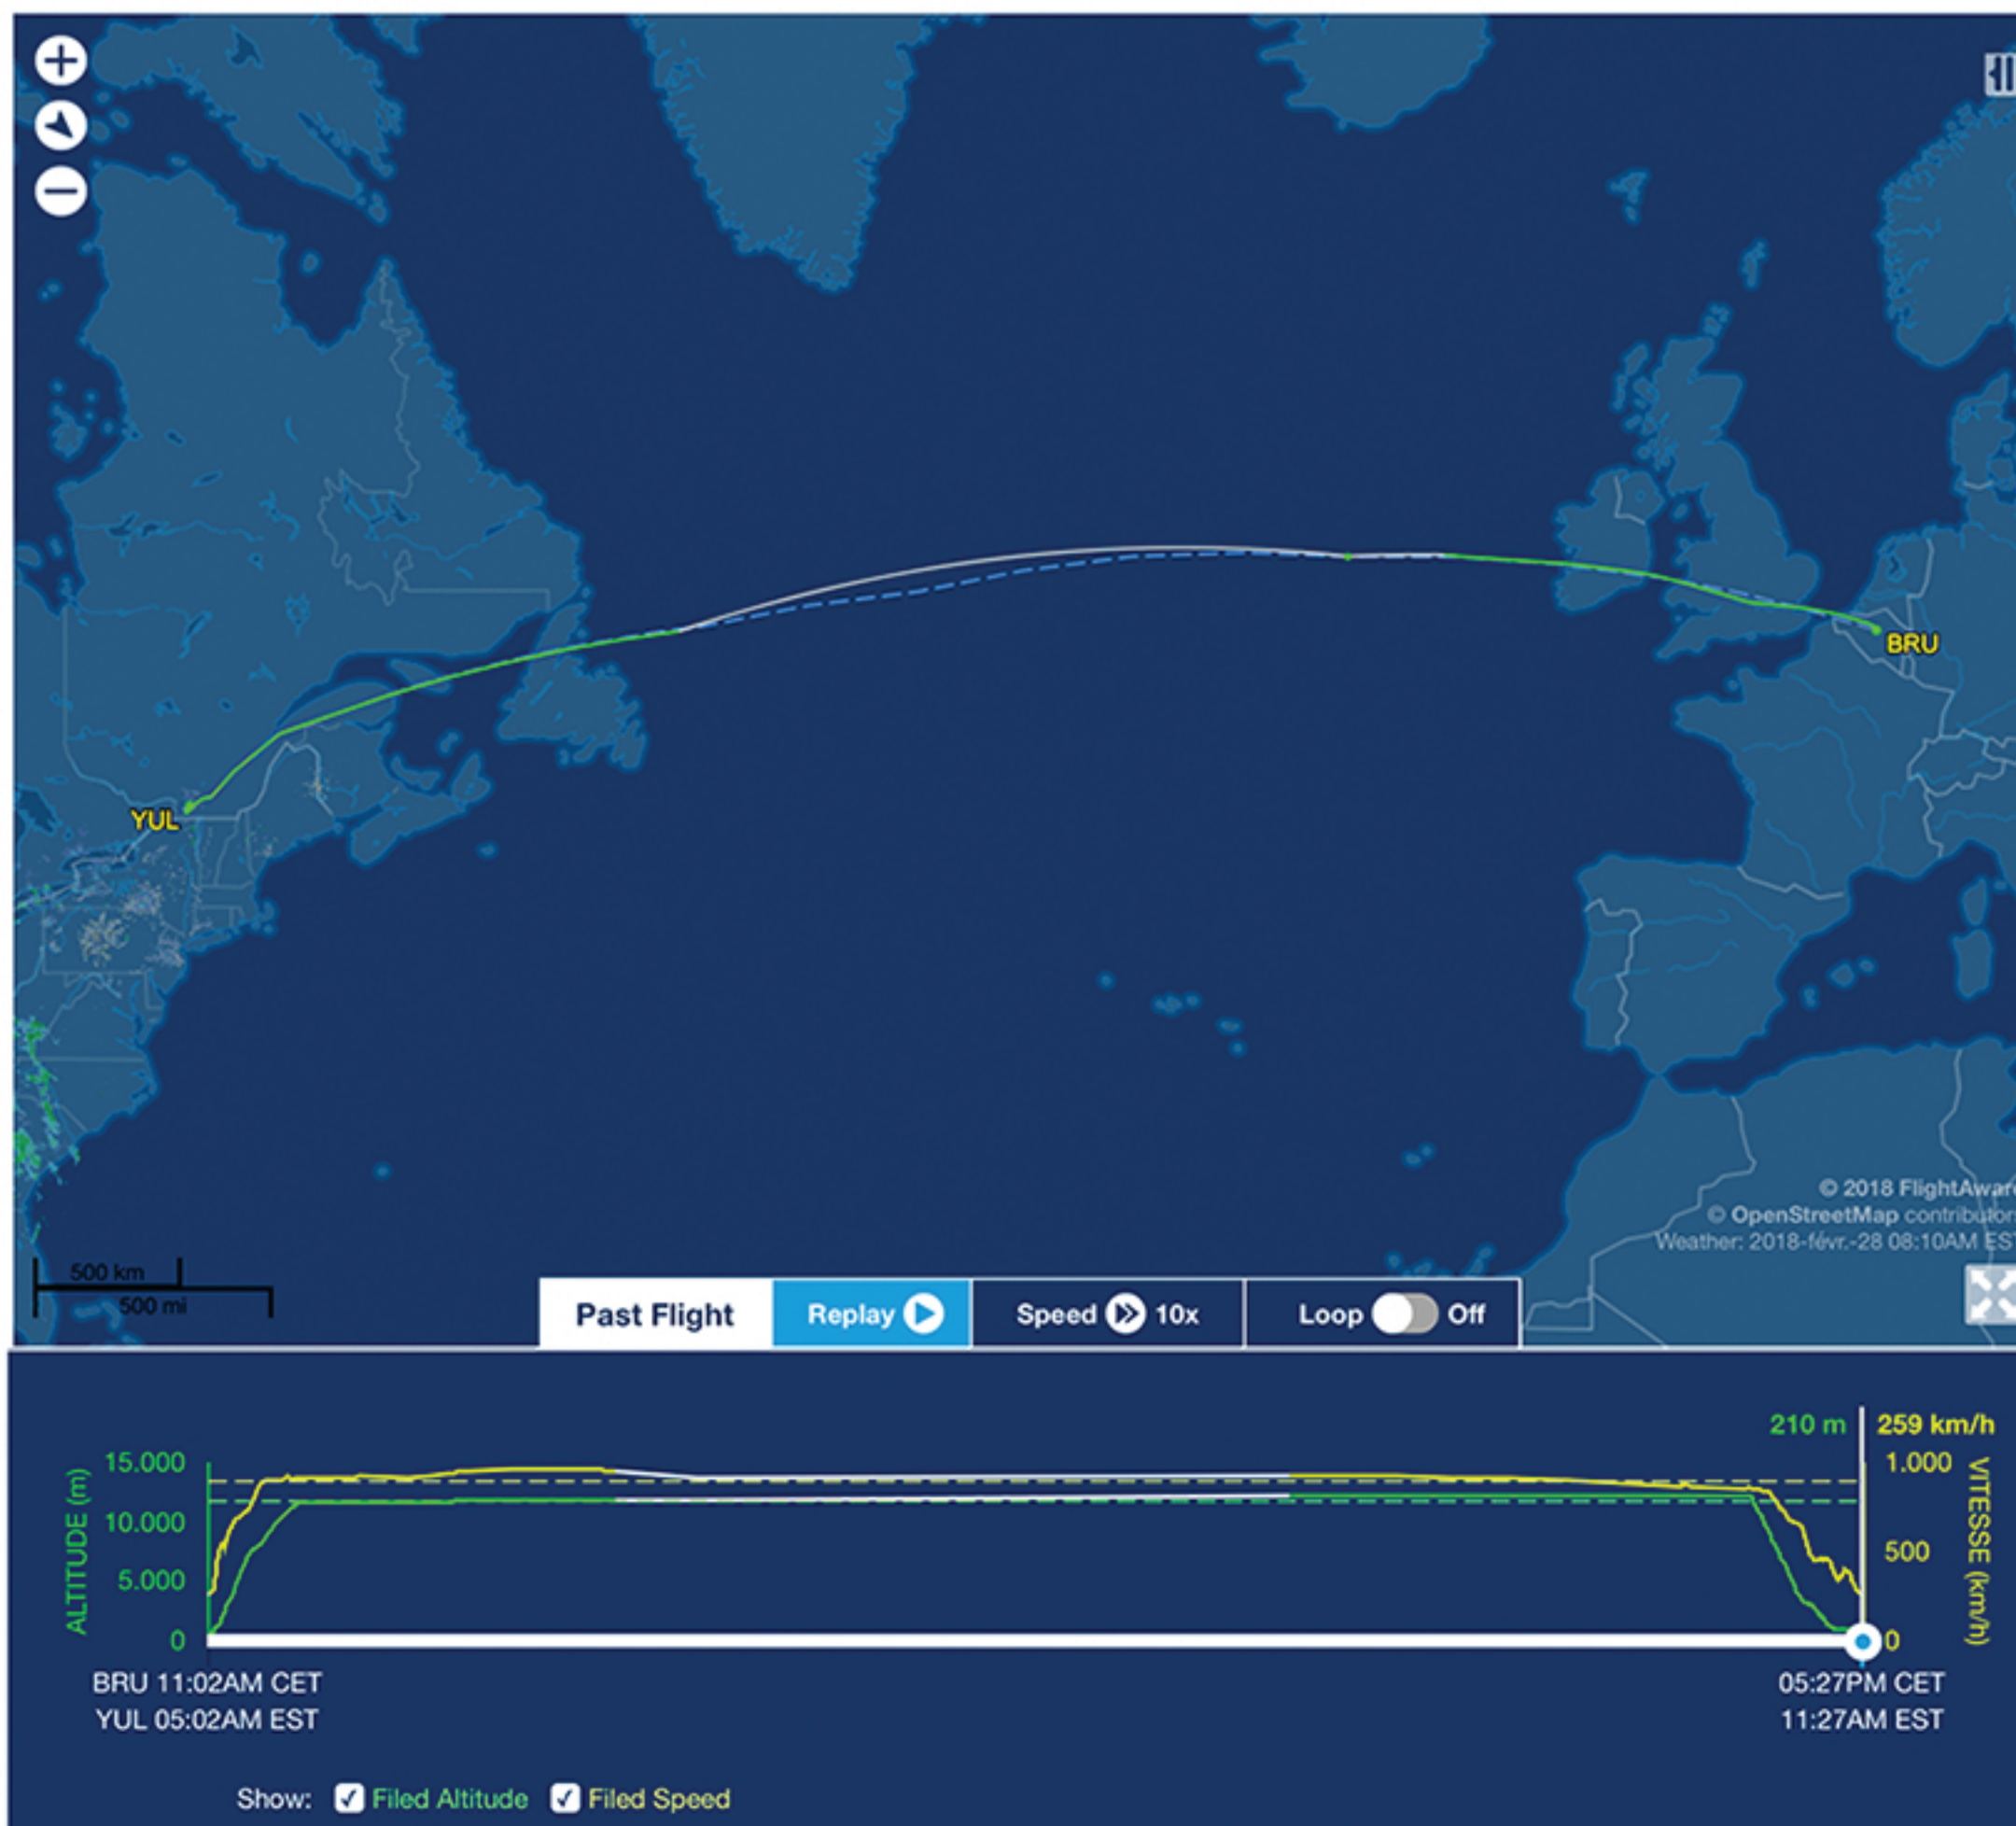 BRU
YUL
© 2018 FlightAware
© OpenStreetMap contributors
Weather: 2018-févr.-28 08:10AM EST
500 km
500 mi
Past Flight
Replay
Speed 10x
Loop Off
210 m 259 km/h
ALTITUDE (m)
15.000
10.000
5.000
0
1.000
500
0
VITESSE (km/h)
BRU 11:02AM CET
YUL 05:02AM EST
05:27PM CET
11:27AM EST
Show: Filed Altitude Filed Speed